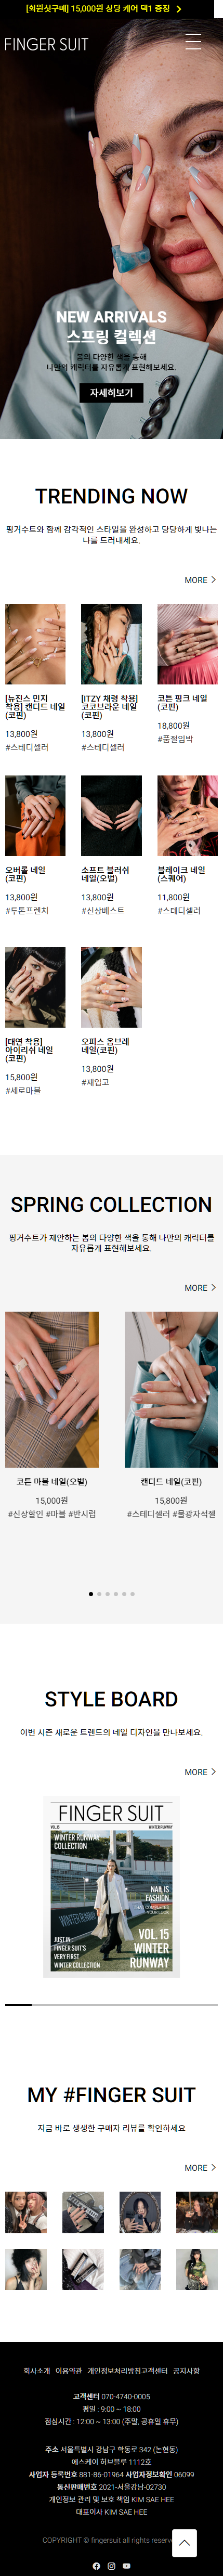 [회원첫구매] 15,000원 상당 케어 택1 증정
FINGER SUIT
NEW ARRIVALS
스프링 컬렉션
봄의 다양한 색을 통해
나만의 캐릭터를 자유롭게 표현해보세요.
자세히보기
TRENDING NOW
핑거수트와 함께 감각적인 스타일을 완성하고 당당하게 빛나는
나를 드러내세요.
MORE
[뉴진스 민지
착용] 캔디드 네일
(코핀)
13,800원
#스테디셀러
[ITZY 채령 착용]
코코브라운 네일
(코핀)
13,800원
#스테디셀러
코튼 핑크 네일
(코핀)
18,800원
#품절임박
오버롤 네일
(코핀)
13,800원
#투톤프렌치
소프트 블러쉬
네일(오벌)
13,800원
#신상베스트
블레이크 네일
(스퀘어)
11,800원
#스테디셀러
[태연 착용]
아이리쉬 네일
(코핀)
15,800원
#세로마블
오피스 옴브레
네일(코핀)
13,800원
#재입고
SPRING COLLECTION
핑거수트가 제안하는 봄의 다양한 색을 통해 나만의 캐릭터를
자유롭게 표현해보세요.
MORE
코튼 마블 네일(오벌)
15,000원
#신상할인 #마블 #반시럽
캔디드 네일(코핀)
15,800원
#스테디셀러 #물광자석젤
STYLE BOARD
이번 시즌 새로운 트렌드의 네일 디자인을 만나보세요.
MORE
FINGER SUIT
VOL.15
WINTER RUNWAY
WINTER RUNWAY
COLLECTION
NAIL IS
FASHION
JUST IN :
FINGER SUIT'S
VERY FIRST
WINTER COLLECTION
VOL.15
WINTER
RUNWAY
MY #FINGER SUIT
지금 바로 생생한 구매자 리뷰를 확인하세요
MORE
회사소개 이용약관 개인정보처리방침 고객센터 공지사항
고객센터 070-4740-0005
평일 : 9:00 ~ 18:00
점심시간 : 12:00 ~ 13:00 (주말, 공휴일 휴무)
주소 서울특별시 강남구 학동로 342 (논현동)
에스케이 허브블루 1112호
사업자 등록번호 881-86-01964 사업자정보확인 06099
통신판매번호 2021-서울강남-02730
개인정보 관리 및 보호 책임 KIM SAE HEE
대표이사 KIM SAE HEE
COPYRIGHT © fingersuit all rights reserve